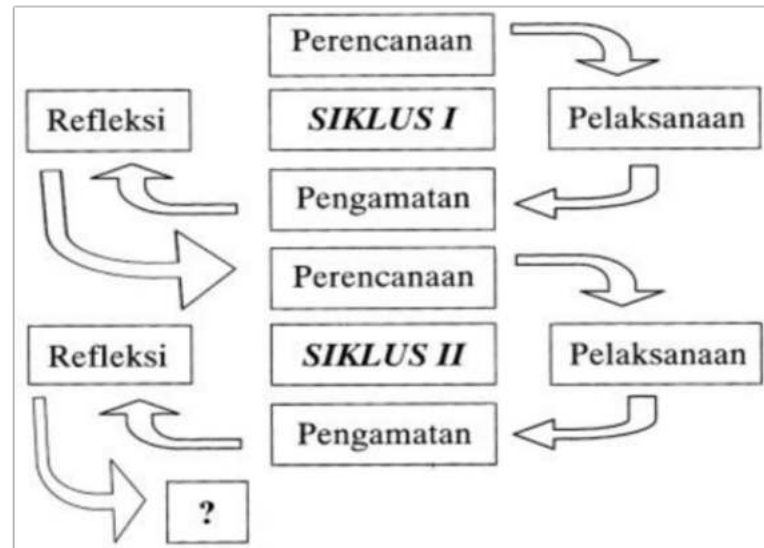 Perencanaan
Refleksi
SIKLUS I
Pelaksanaan
Pengamatan
Perencanaan
Refleksi
SIKLUS II
Pelaksanaan
Pengamatan
?